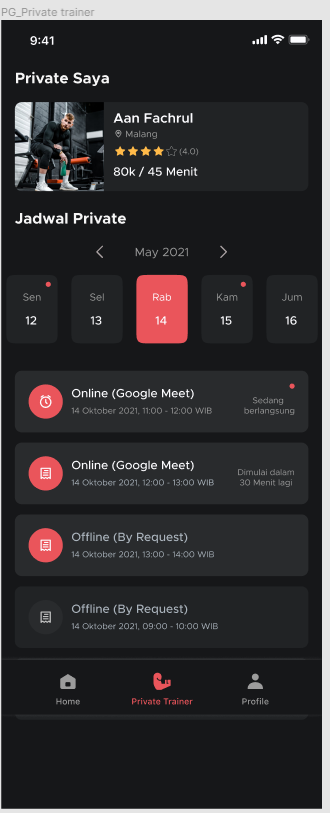 PG_Private trainer
9:41
Private Saya
Aan Fachrul
Malang
(4.0)
80k / 45 Menit
Jadwal Private
May 2021
Sen
12
Sel
13
Rab
14
Kam
15
Jum
16
Online (Google Meet)
14 Oktober 2021, 11:00 - 12:00 WIB
Sedang
berlangsung
Online (Google Meet)
14 Oktober 2021, 12:00 - 13:00 WIB
Dimulai dalam
30 Menit lagi
Offline (By Request)
14 Oktober 2021, 13:00 - 14:00 WIB
Offline (By Request)
14 Oktober 2021, 09:00 - 10:00 WIB
Home
Private Trainer
Profile